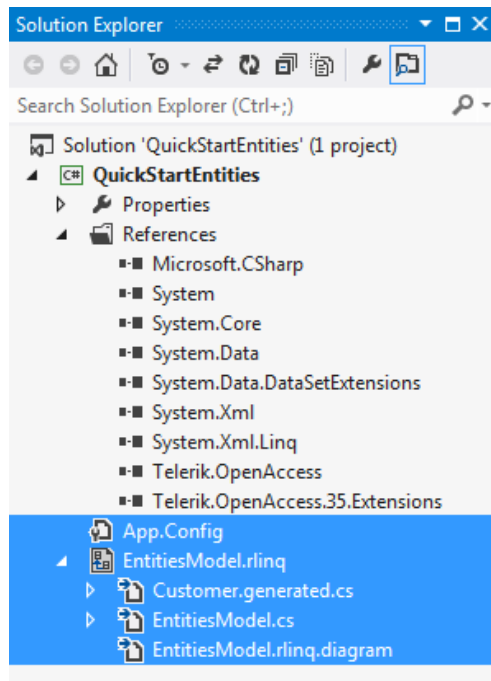 Solution Explorer
Search Solution Explorer (Ctrl+;)
Solution 'QuickStartEntities' (1 project)
C# QuickStartEntities
Properties
References
Microsoft.CSharp
System
System.Core
System.Data
System.Data.DataSetExtensions
System.Xml
System.Xml.Linq
Telerik.OpenAccess
Telerik.OpenAccess.35.Extensions
App.Config
EntitiesModel.rlinq
Customer.generated.cs
EntitiesModel.cs
EntitiesModel.rlinq.diagram